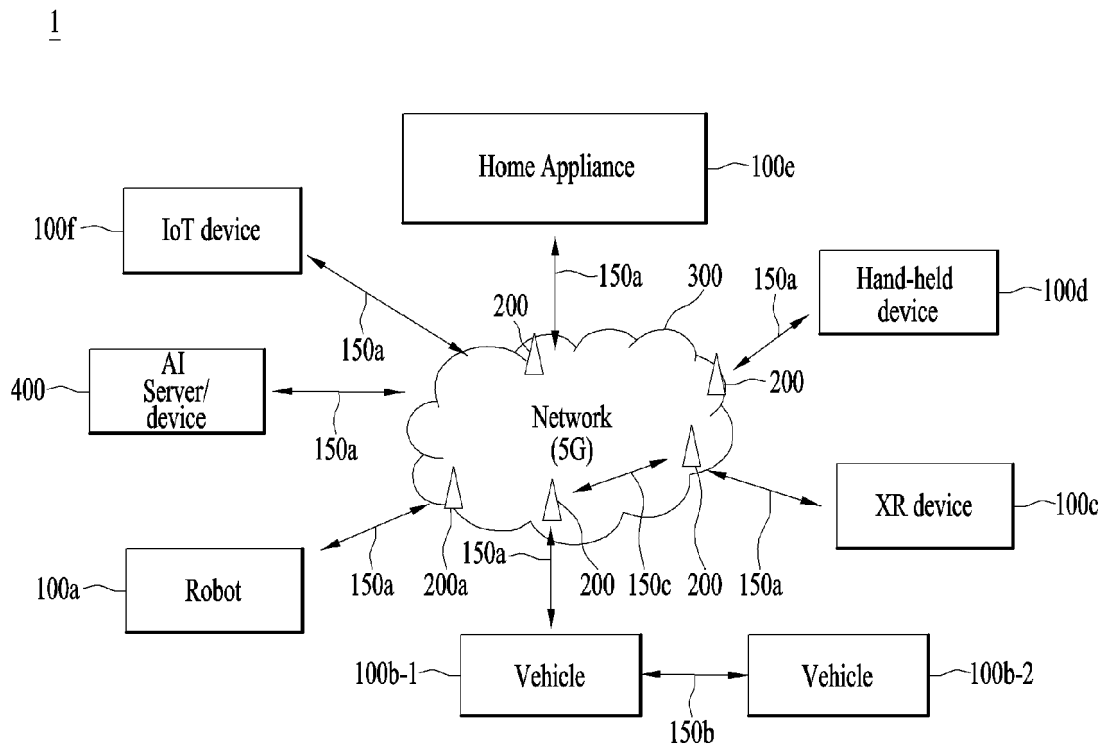 1
Home Appliance
100e
100f
IoT device
150a
150a
200
300
150a
Hand-held
device
100d
150a
400
AI
Server/
device
150a
200
Network
(5G)
XR device
100c
100a
Robot
150a
200a
150a
200
150c
200
150a
100b-1
Vehicle
Vehicle
100b-2
150b